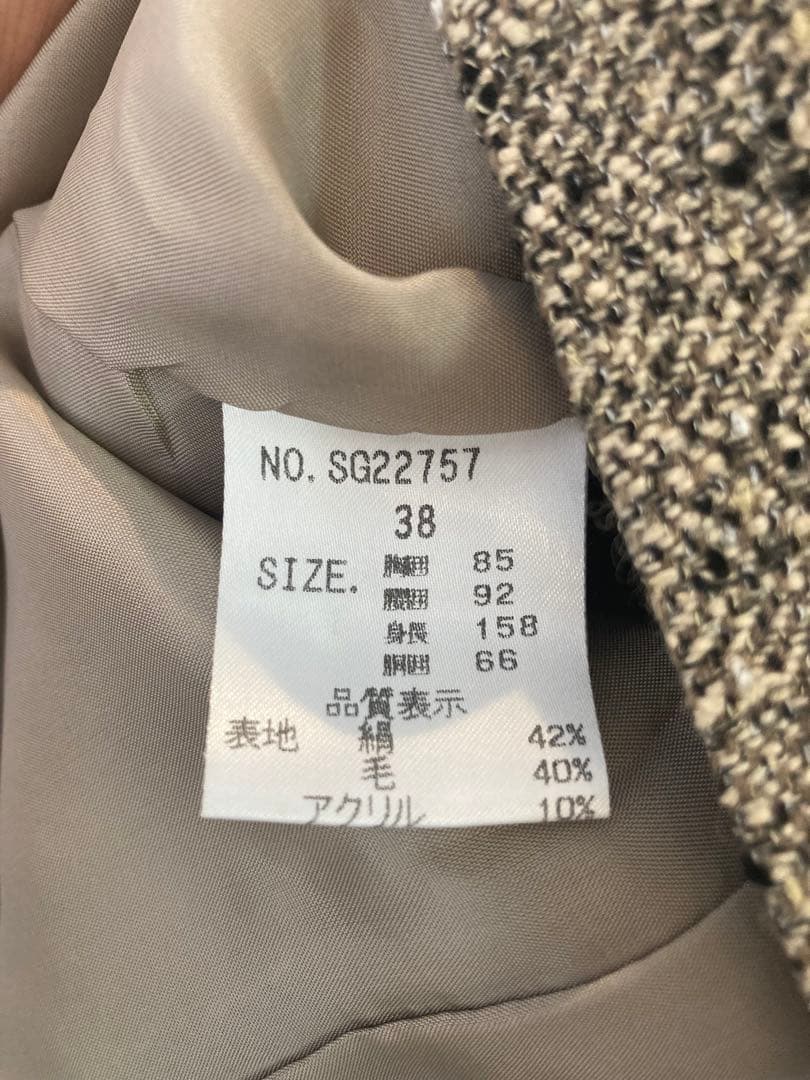 NO. SG22757
38
SIZE. 胸囲 85
腰囲 92
身長 158
胴囲 66
品質表示
表地 絹 42%
毛 40%
アクリル 10%